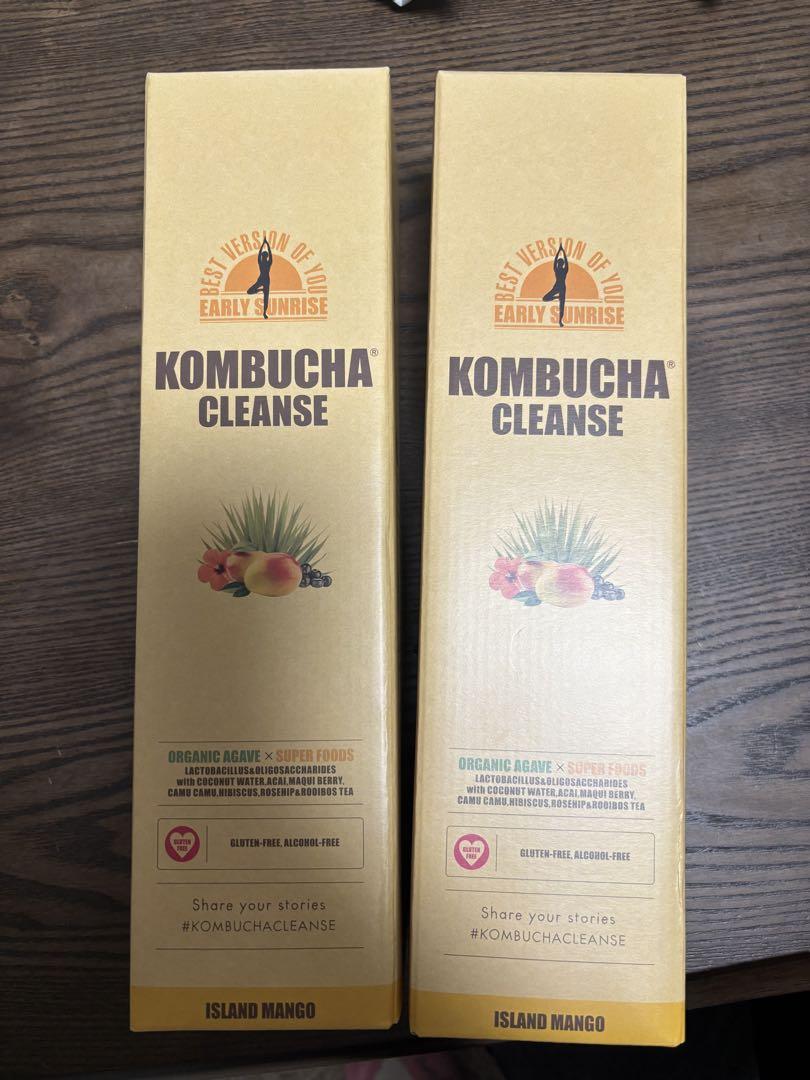 BEST VERSION OF YOU
EARLY SUNRISE
KOMBUCHA®
CLEANSE
ORGANIC AGAVE × SUPER FOODS
LACTOBACILLUS&OLIGOSACCHARIDES
with COCONUT WATER,ACAI,MAQUI BERRY,
CAMU CAMU,HIBISCUS,ROSEHIP&ROOIBOS TEA
GLUTEN
FREE
GLUTEN-FREE, ALCOHOL-FREE
Share your stories
#KOMBUCHACLEANSE
ISLAND MANGO
BEST VERSION OF YOU
EARLY SUNRISE
KOMBUCHA®
CLEANSE
ORGANIC AGAVE × SUPER FOODS
LACTOBACILLUS&OLIGOSACCHARIDES
with COCONUT WATER,ACAI,MAQUI BERRY,
CAMU CAMU,HIBISCUS,ROSEHIP&ROOIBOS TEA
GLUTEN
FREE
GLUTEN-FREE, ALCOHOL-FREE
Share your stories
#KOMBUCHACLEANSE
ISLAND MANGO